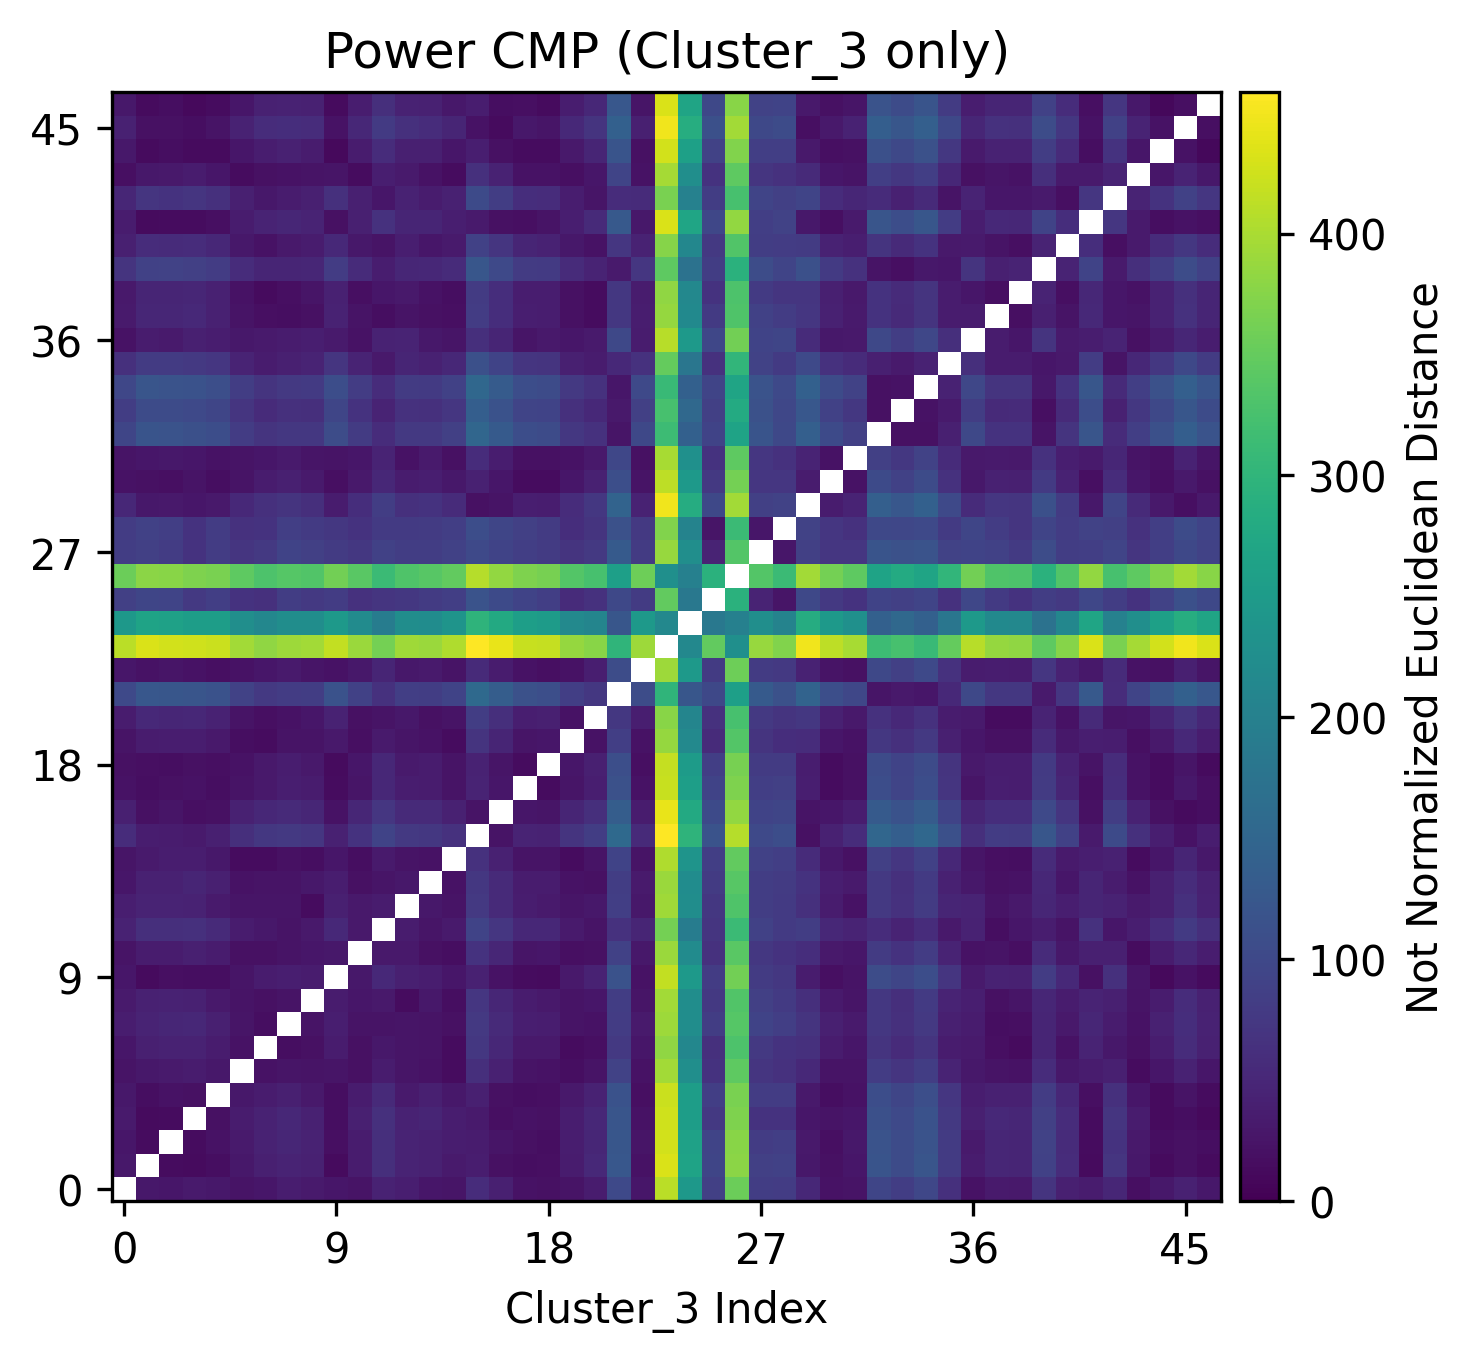 Power CMP (Cluster_3 only)
45
36
27
18
9
0
0 9 18 27 36 45
Cluster_3 Index
400
300
200
100
0
Not Normalized Euclidean Distance